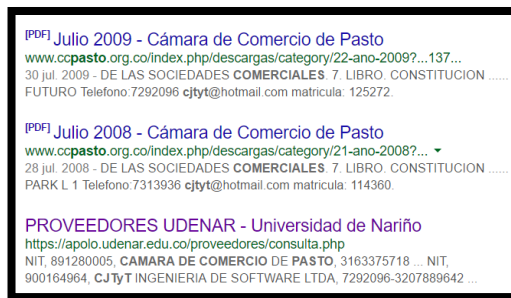 [PDF] Julio 2009 - Cámara de Comercio de Pasto
www.ccpasto.org.co/index.php/descargas/category/22-ano-2009?...137...
30 jul. 2009 - DE LAS SOCIEDADES COMERCIALES. 7. LIBRO. CONSTITUCION ......
FUTURO Telefono:7292096 cjtyt@hotmail.com matricula: 125272.
[PDF] Julio 2008 - Cámara de Comercio de Pasto
www.ccpasto.org.co/index.php/descargas/category/21-ano-2008?...
28 jul. 2008 - DE LAS SOCIEDADES COMERCIALES. 7. LIBRO. CONSTITUCION ......
PARK L 1 Telefono:7313936 cjtyt@hotmail.com matricula: 114360.
PROVEEDORES UDENAR - Universidad de Nariño
https://apolo.udenar.edu.co/proveedores/consulta.php
NIT, 891280005, CAMARA DE COMERCIO DE PASTO, 3163375718 ... NIT,
900164964, CJTyT INGENIERIA DE SOFTWARE LTDA, 7292096-3207889642 ...